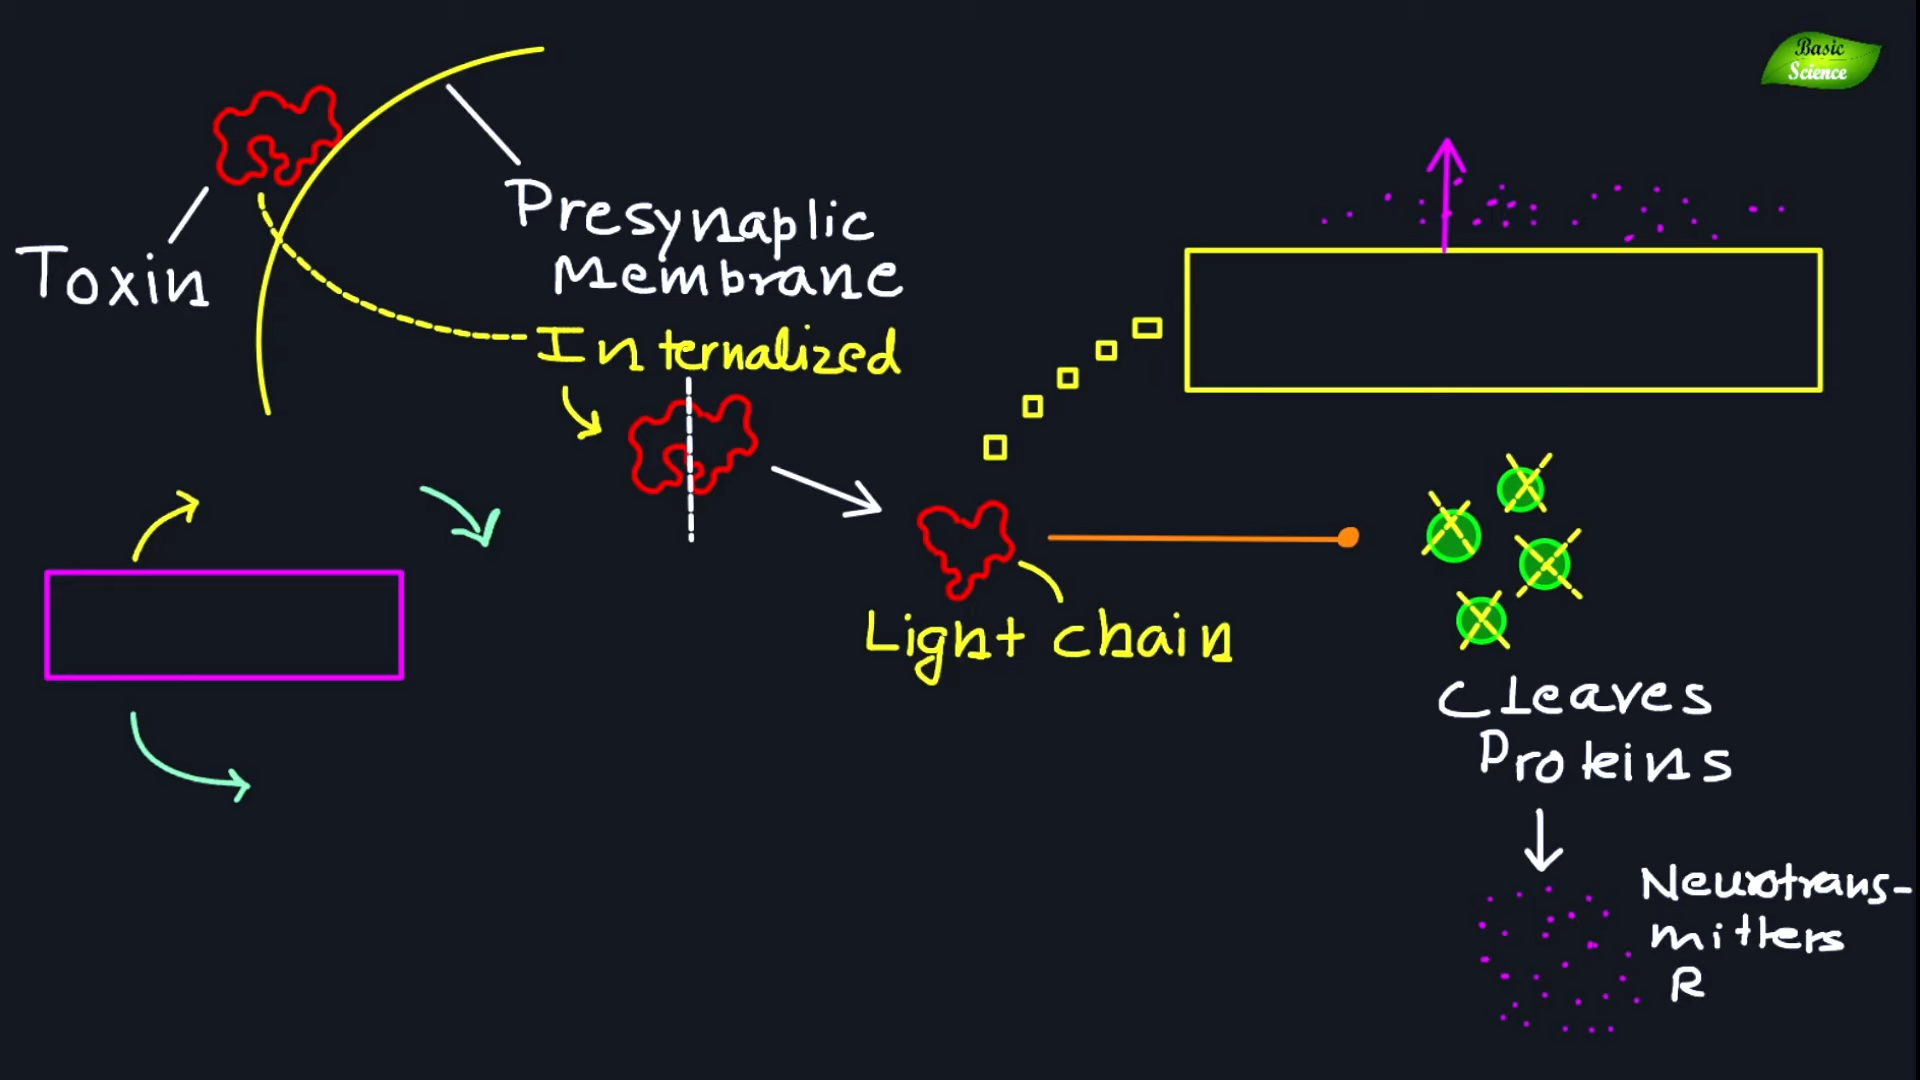 Basic
Science
Toxin
Presynaptic
Membrane
Internalized
Light chain
Cleaves
Proteins
Neurotrans-
mitters
R